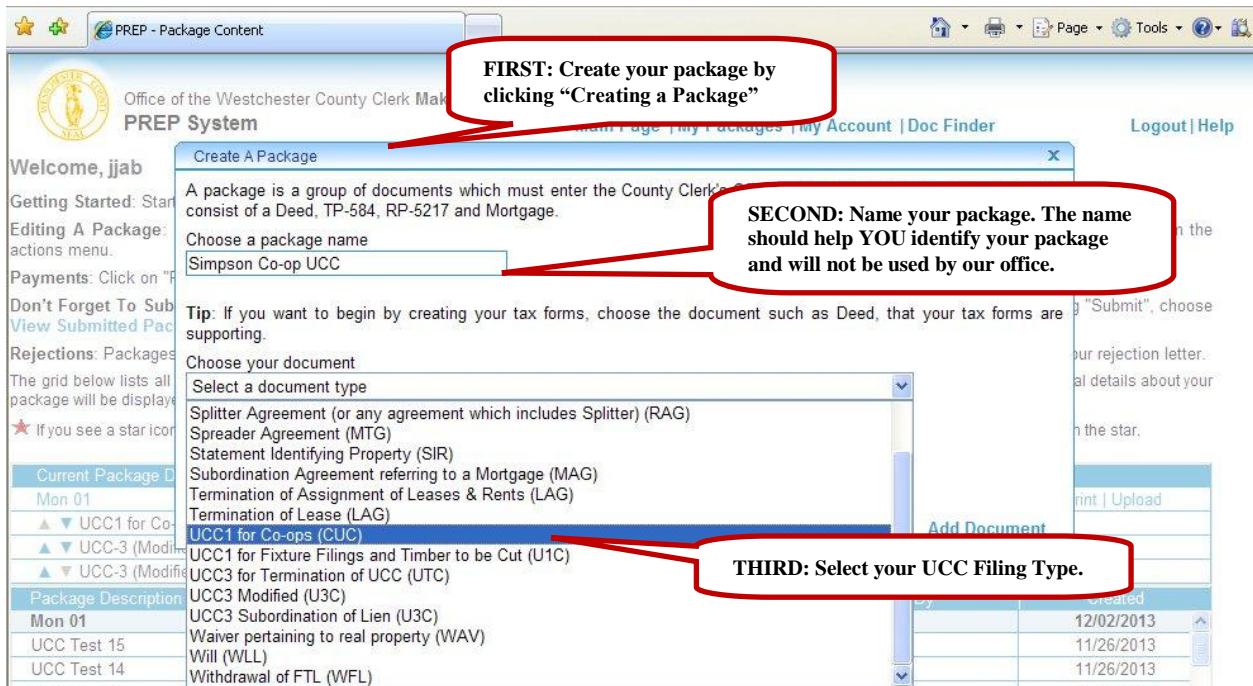 PREP - Package Content
Page
Tools
FIRST: Create your package by
clicking “Creating a Package”
Office of the Westchester County Clerk
PREP System
Main Page | My Packages | My Account | Doc Finder
Logout | Help
Welcome, jjab
Create A Package
x
A package is a group of documents which must enter the County Clerk's
consist of a Deed, TP-584, RP-5217 and Mortgage.
Getting Started:
Editing A Package:
actions menu.
Choose a package name
Simpson Co-op UCC
SECOND: Name your package. The name
should help YOU identify your package
and will not be used by our office.
the
Payments: Click on
Don't Forget To
"Submit", choose
View Submitted
Tip: If you want to begin by creating your tax forms, choose the document such as Deed, that your tax forms are
supporting.
Rejections: Packages
rejection letter.
Choose your document
The grid below lists all
details about your
package will be
Select a document type
If you see a star
the star.
Splitter Agreement (or any agreement which includes Splitter) (RAG)
Spreader Agreement (MTG)
Statement Identifying Property (SIR)
Subordination Agreement referring to a Mortgage (MAG)
Termination of Assignment of Leases & Rents (LAG)
Termination of Lease (LAG)
UCC1 for Co-ops (CUC)
UCC1 for Fixture Filings and Timber to be Cut (U1C)
UCC3 for Termination of UCC (UTC)
UCC3 Modified (U3C)
UCC3 Subordination of Lien (U3C)
Waiver pertaining to real property (WAV)
Will (WLL)
Withdrawal of FTL (WFL)
Add Document
THIRD: Select your UCC Filing Type.
Current Package
Mon 01
| Upload
UCC1 for
UCC-3
UCC-3
Package Description
Created
Mon 01
12/02/2013
UCC Test 15
11/26/2013
UCC Test 14
11/26/2013